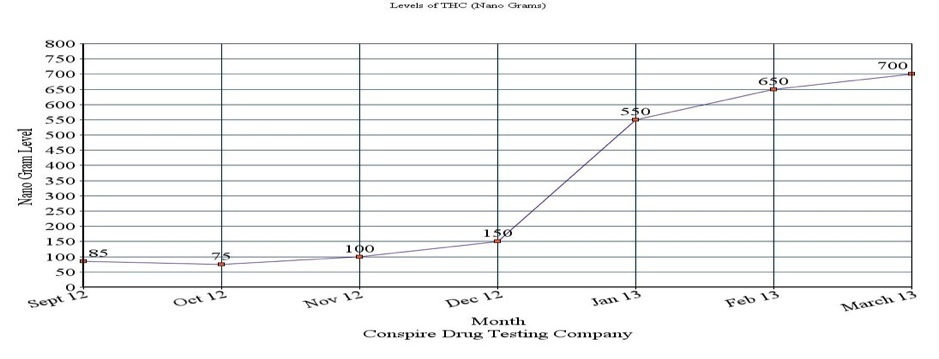 Levels of THC (Nano Grams)
Nano Gram Level
800
750
700
650
600
550
500
450
400
350
300
250
200
150
100
50
0
85
75
100
150
550
650
700
Sept 12
Oct 12
Nov 12
Dec 12
Jan 13
Feb 13
March 13
Month
Conspire Drug Testing Company